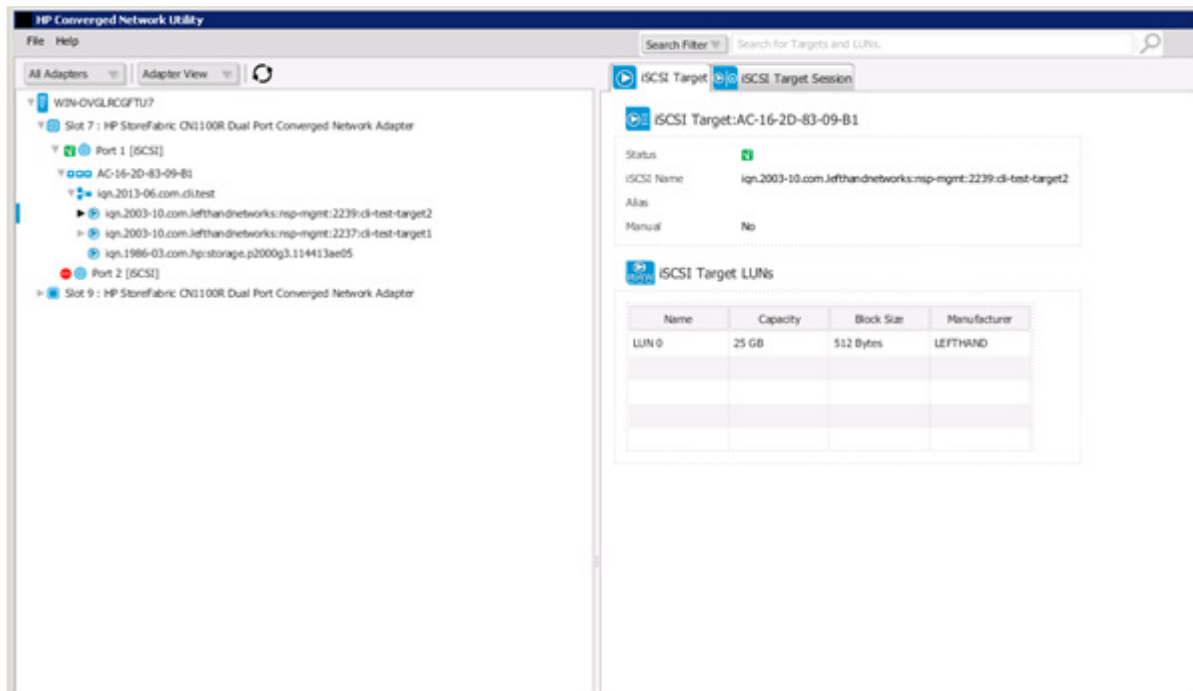 HP Converged Network Utility
File Help
Search Filter Search for Targets and LUNs.
All Adapters Adapter View
WIN-OVGLRCGFTU7
Slot 7 : HP StoreFabric CN1100R Dual Port Converged Network Adapter
Port 1 [iSCSI]
AC-16-2D-83-09-B1
iqn.2013-06.com.cli.test
iqn.2003-10.com.lefthandnetworks:nsp-mgmt:2239:cli-test-target2
iqn.2003-10.com.lefthandnetworks:nsp-mgmt:2237:cli-test-target1
iqn.1986-03.com.hp:storage.p2000g3.114413ae05
Port 2 [iSCSI]
Slot 9 : HP StoreFabric CN1100R Dual Port Converged Network Adapter
iSCSI Target iSCSI Target Session
iSCSI Target:AC-16-2D-83-09-B1
Status
iSCSI Name iqn.2003-10.com.lefthandnetworks:nsp-mgmt:2239:cli-test-target2
Alias
Manual No
iSCSI Target LUNs
Name Capacity Block Size Manufacturer
LUN 0 25 GB 512 Bytes LEFTHAND